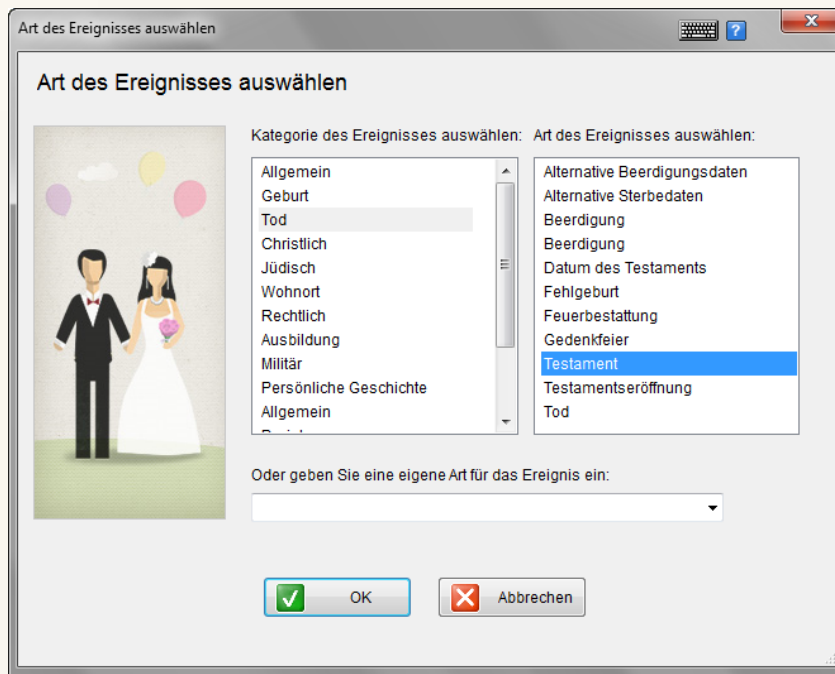 Art des Ereignisses auswählen
?
Art des Ereignisses auswählen
Kategorie des Ereignisses auswählen:
Allgemein
Geburt
Tod
Christlich
Jüdisch
Wohnort
Rechtlich
Ausbildung
Militär
Persönliche Geschichte
Allgemein
Art des Ereignisses auswählen:
Alternative Beerdigungsdaten
Alternative Sterbedaten
Beerdigung
Beerdigung
Datum des Testaments
Fehlgeburt
Feuerbestattung
Gedenkfeier
Testament
Testamentseröffnung
Tod
Oder geben Sie eine eigene Art für das Ereignis ein:
OK
Abbrechen